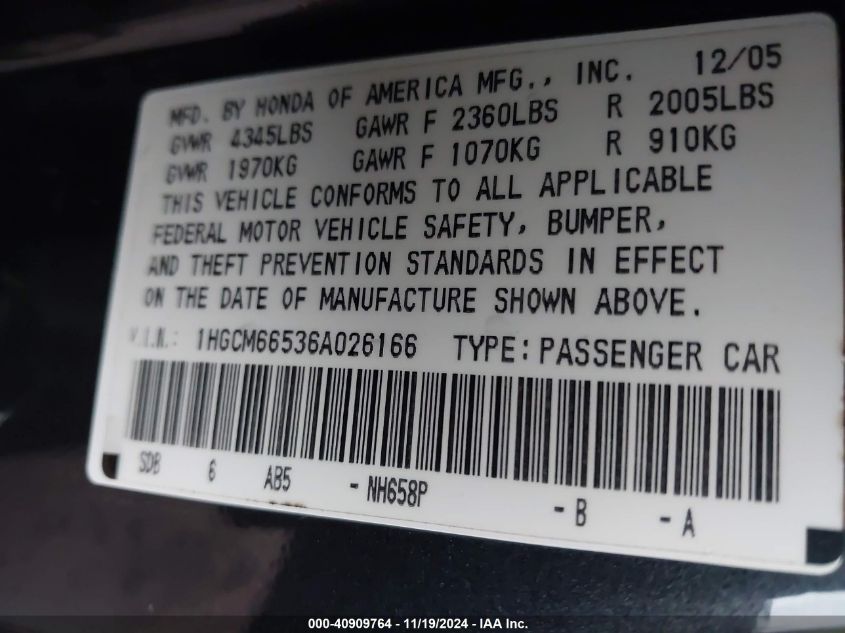 MFD. BY HONDA OF AMERICA MFG., INC. 12/05
GVWR 4345LBS GAWR F 2360LBS R 2005LBS
GVWR 1970KG GAWR F 1070KG R 910KG
THIS VEHICLE CONFORMS TO ALL APPLICABLE
FEDERAL MOTOR VEHICLE SAFETY, BUMPER,
AND THEFT PREVENTION STANDARDS IN EFFECT
ON THE DATE OF MANUFACTURE SHOWN ABOVE.
V.I.N.: 1HGCM66536A026166 TYPE: PASSENGER CAR
SDB 6 AB5 - NH658P - B - A
000-40909764 - 11/19/2024 - IAA Inc.